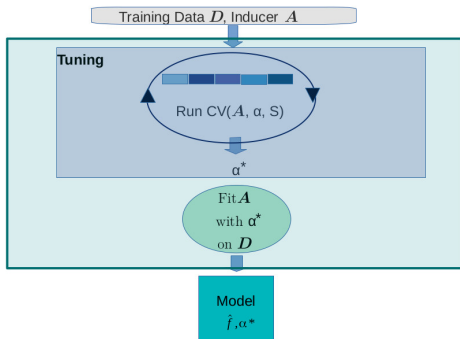 Training Data D, Inducer A
Tuning
Run CV(A, α, S)
α*
Fit A
with α*
on D
Model
f̂,α*